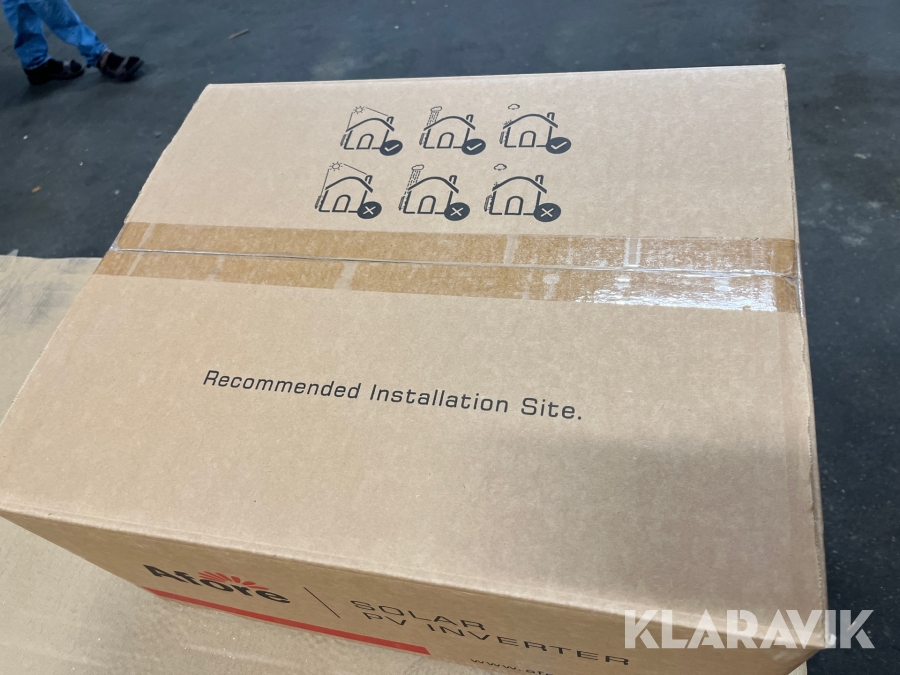 Recommended Installation Site.
Afore
SOLAR
PV INVERTER
KLARAVIK